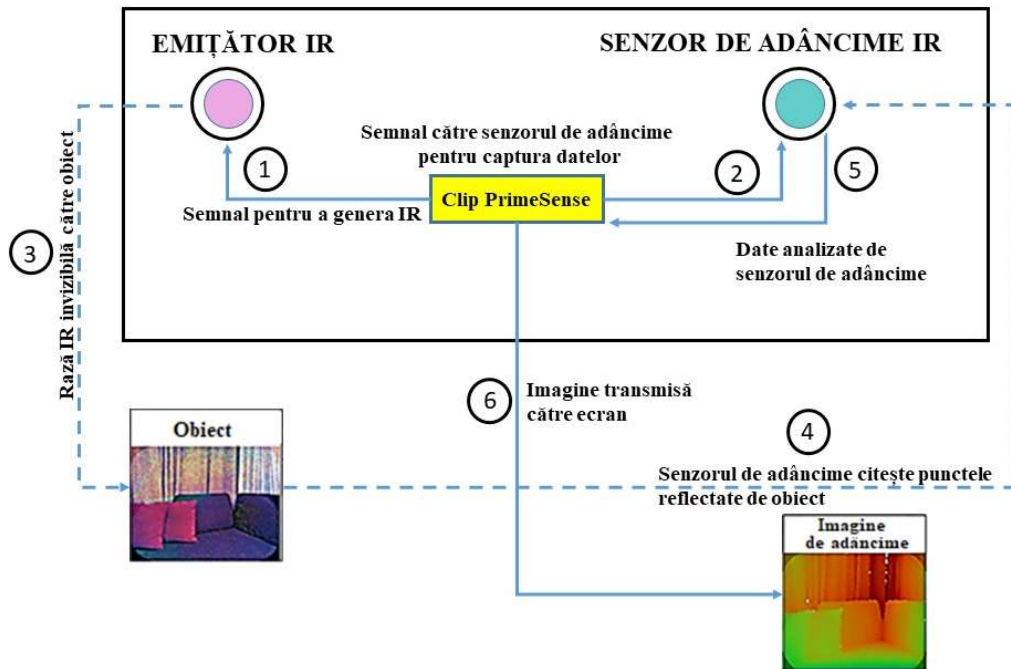 EMIȚĂTOR IR
SENZOR DE ADÂNCIME IR
Semnal către senzorul de adâncime
pentru captura datelor
1
2
5
Clip PrimeSense
Semnal pentru a genera IR
Date analizate de
senzorul de adâncime
3
Rază IR invizibilă către obiect
6
Imagine transmisă
către ecran
4
Senzorul de adâncime citește punctele
reflectate de obiect
Obiect
Imagine
de adâncime